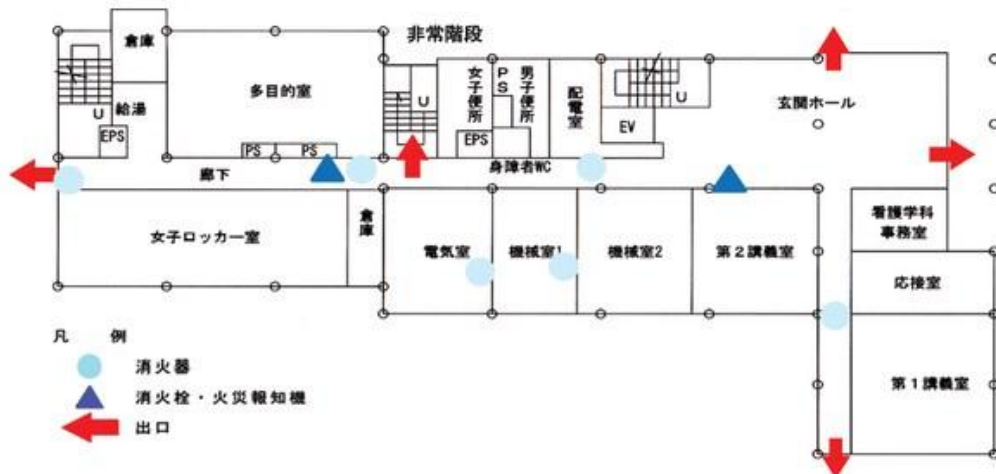 非常階段
倉庫
給湯
U
EPS
多目的室
PS
PS
U
女子便所
EPS
PS
男子便所
配電室
U
EV
玄関ホール
廊下
身障者WC
女子ロッカー室
倉庫
電気室
機械室1
機械室2
第2講義室
看護学科
事務室
応接室
第1講義室
凡 例
消火器
消火栓・火災報知機
出口